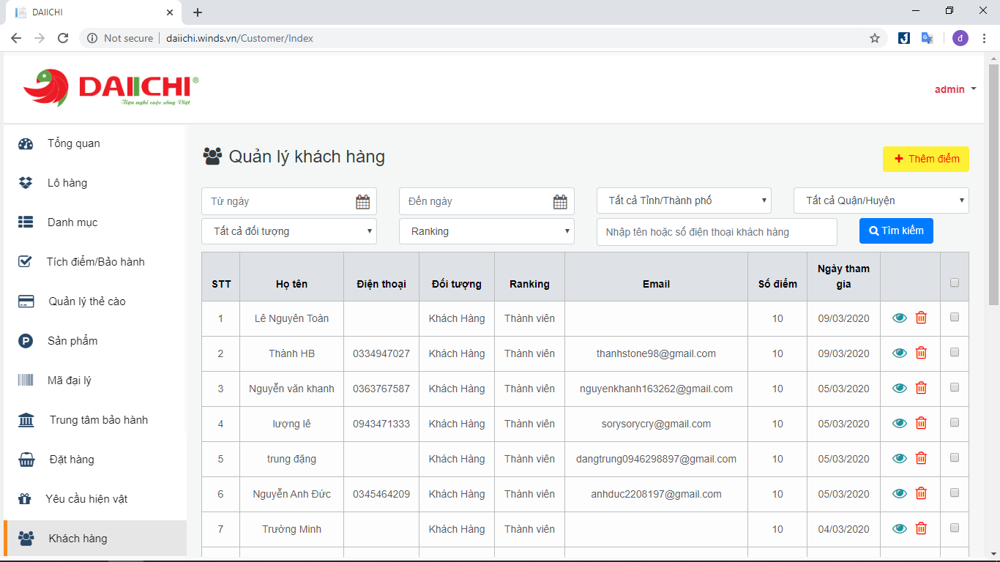 DAIICHI
Not secure
daiichi.winds.vn/Customer/Index
đ
DAIICHI®
Tiện nghi cuộc sống Việt
admin
Tổng quan
Lô hàng
Danh mục
Tích điểm/Bảo hành
Quản lý thẻ cào
Sản phẩm
Mã đại lý
Trung tâm bảo hành
Đặt hàng
Yêu cầu hiện vật
Khách hàng
Quản lý khách hàng
Thêm điểm
Từ ngày
Đến ngày
Tất cả Tỉnh/Thành phố
Tất cả Quận/Huyện
Tất cả đối tượng
Ranking
Nhập tên hoặc số điện thoại khách hàng
Tìm kiếm
STT Họ tên Điện thoại Đối tượng Ranking Email Số điểm Ngày tham gia
1 Lê Nguyên Toàn Khách Hàng Thành viên 10 09/03/2020
2 Thành HB 0334947027 Khách Hàng Thành viên thanhstone98@gmail.com 10 09/03/2020
3 Nguyễn văn khanh 0363767587 Khách Hàng Thành viên nguyenkhanh163262@gmail.com 10 05/03/2020
4 lượng lê 0943471333 Khách Hàng Thành viên sorysorycry@gmail.com 10 05/03/2020
5 trung đặng Khách Hàng Thành viên dangtrung0946298897@gmail.com 10 05/03/2020
6 Nguyễn Anh Đức 0345464209 Khách Hàng Thành viên anhduc2208197@gmail.com 10 05/03/2020
7 Trường Minh Khách Hàng Thành viên 10 04/03/2020